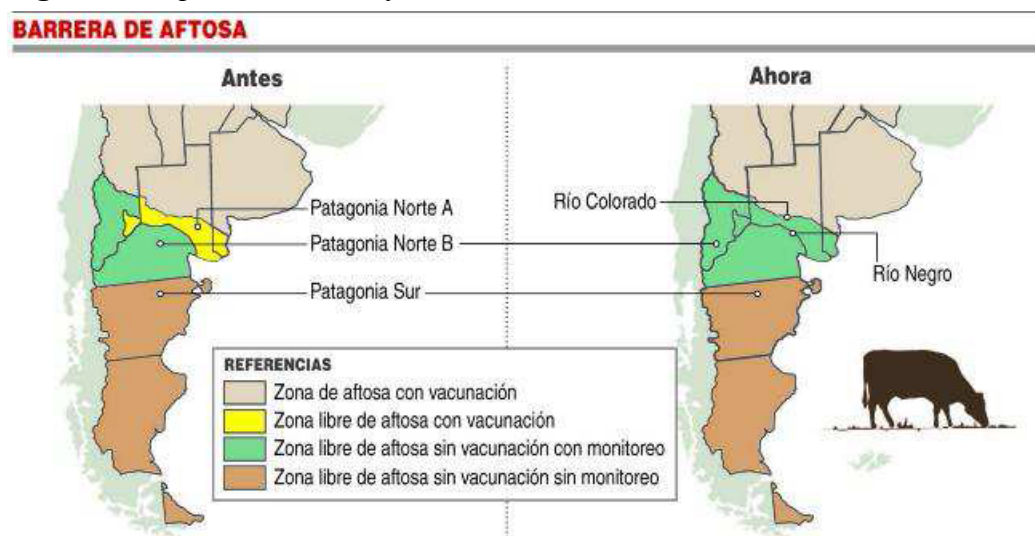 BARRERA DE AFTOSA
Antes
Ahora
Patagonia Norte A
Patagonia Norte B
Patagonia Sur
Río Colorado
Río Negro
REFERENCIAS
Zona de aftosa con vacunación
Zona libre de aftosa con vacunación
Zona libre de aftosa sin vacunación con monitoreo
Zona libre de aftosa sin vacunación sin monitoreo